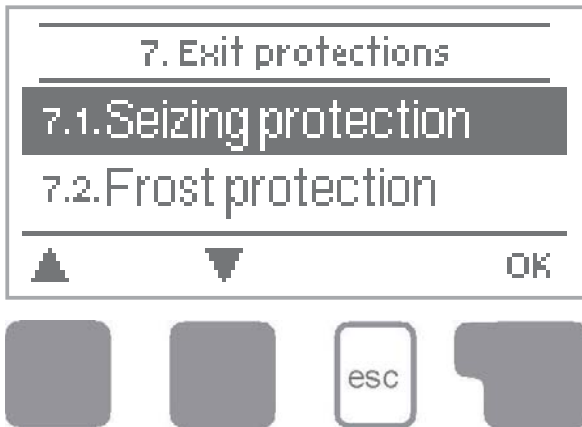 7. Exit protections
7.1.Seizing protection
7.2.Frost protection
OK
esc